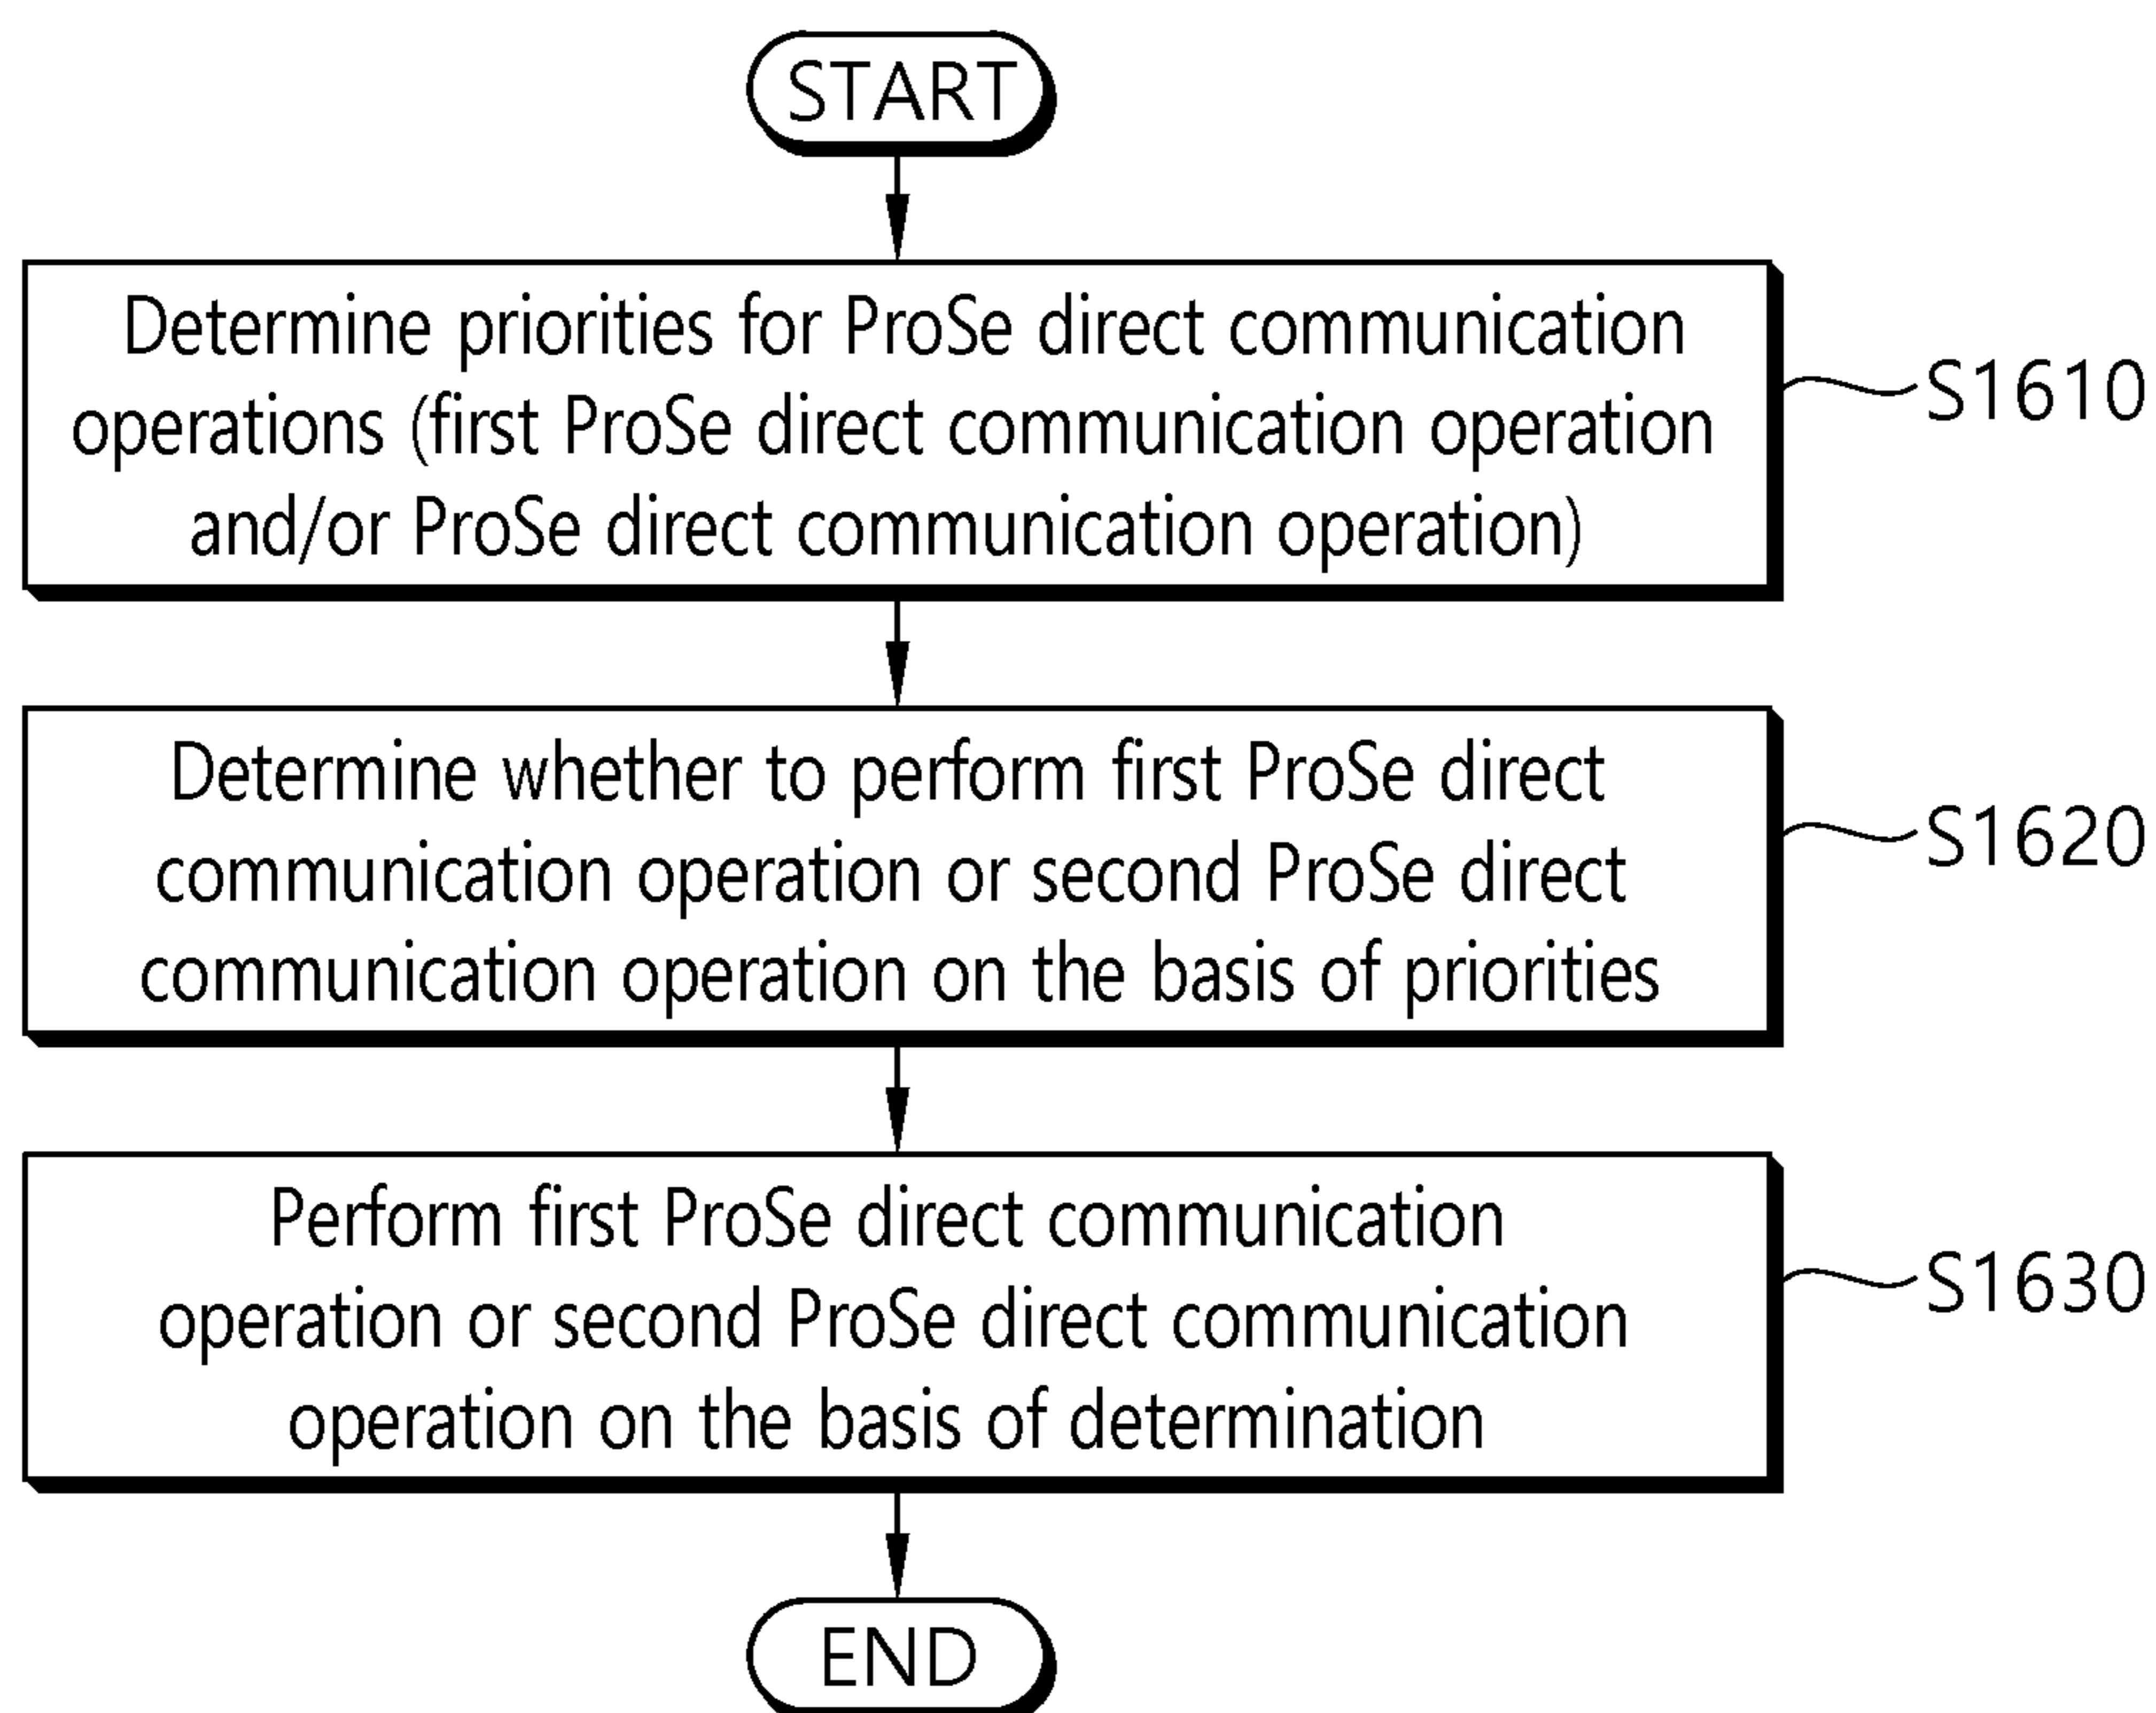 START
Determine priorities for ProSe direct communication
operations (first ProSe direct communication operation
and/or ProSe direct communication operation)
S1610
Determine whether to perform first ProSe direct
communication operation or second ProSe direct
communication operation on the basis of priorities
S1620
Perform first ProSe direct communication
operation or second ProSe direct communication
operation on the basis of determination
S1630
END